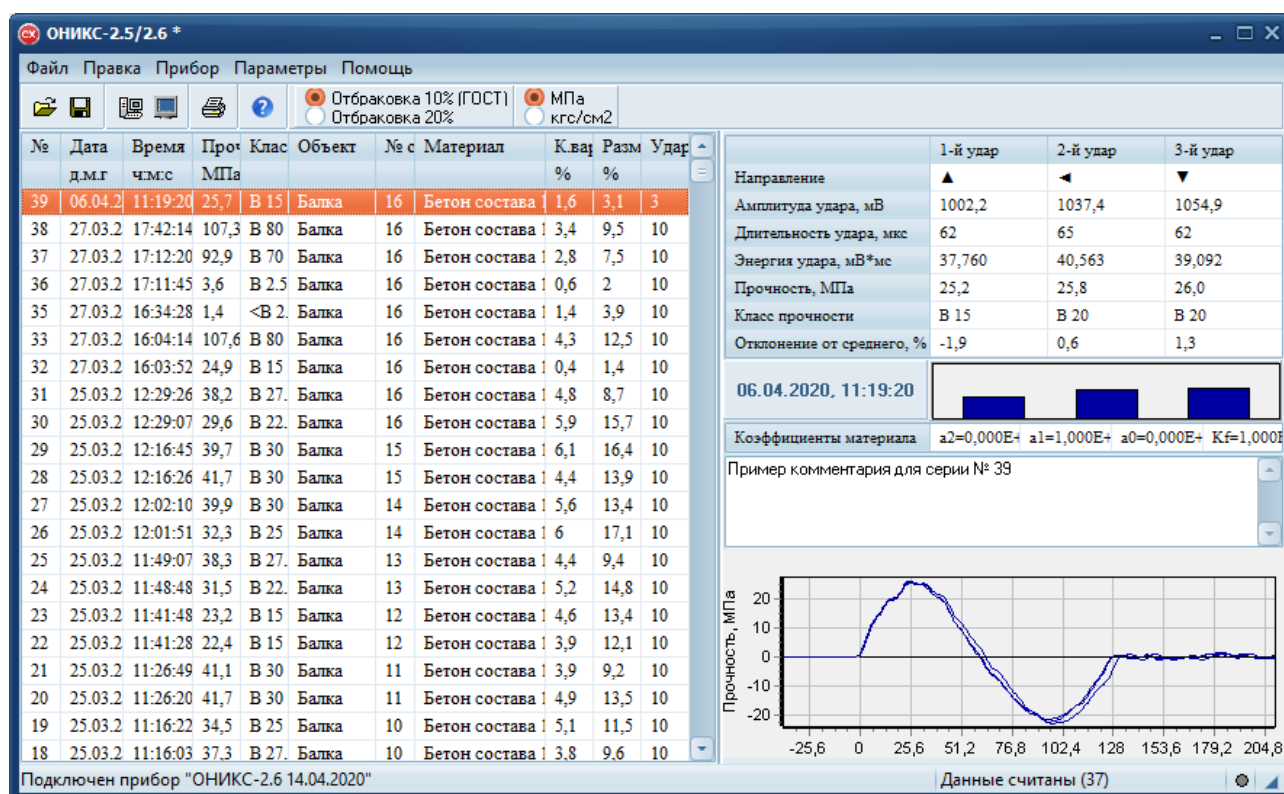 ОНИКС-2.5/2.6 *
Файл Правка Прибор Параметры Помощь
Отбраковка 10% (ГОСТ) МПа
Отбраковка 20% кгс/см2
№ Дата Время Проч Клас Объект № с Материал К.вар Разм Удар
д.м.г ч:м:с МПа % %
39 06.04.2 11:19:20 25,7 В 15 Балка 16 Бетон состава 1 1,6 3,1 3
38 27.03.2 17:42:14 107,3 В 80 Балка 16 Бетон состава 1 3,4 9,5 10
37 27.03.2 17:12:20 92,9 В 70 Балка 16 Бетон состава 1 2,8 7,5 10
36 27.03.2 17:11:45 3,6 В 2.5 Балка 16 Бетон состава 1 0,6 2 10
35 27.03.2 16:34:28 1,4 <В 2. Балка 16 Бетон состава 1 1,4 3,9 10
33 27.03.2 16:04:14 107,6 В 80 Балка 16 Бетон состава 1 4,3 12,5 10
32 27.03.2 16:03:52 24,9 В 15 Балка 16 Бетон состава 1 0,4 1,4 10
31 25.03.2 12:29:26 38,2 В 27. Балка 16 Бетон состава 1 4,8 8,7 10
30 25.03.2 12:29:07 29,6 В 22. Балка 16 Бетон состава 1 5,9 15,7 10
29 25.03.2 12:16:45 39,7 В 30 Балка 15 Бетон состава 1 6,1 16,4 10
28 25.03.2 12:16:26 41,7 В 30 Балка 15 Бетон состава 1 4,4 13,9 10
27 25.03.2 12:02:10 39,9 В 30 Балка 14 Бетон состава 1 5,6 13,4 10
26 25.03.2 12:01:51 32,3 В 25 Балка 14 Бетон состава 1 6 17,1 10
25 25.03.2 11:49:07 38,3 В 27. Балка 13 Бетон состава 1 4,4 9,4 10
24 25.03.2 11:48:48 31,5 В 22. Балка 13 Бетон состава 1 5,2 14,8 10
23 25.03.2 11:41:48 23,2 В 15 Балка 12 Бетон состава 1 4,6 13,4 10
22 25.03.2 11:41:28 22,4 В 15 Балка 12 Бетон состава 1 3,9 12,1 10
21 25.03.2 11:26:49 41,1 В 30 Балка 11 Бетон состава 1 3,9 9,2 10
20 25.03.2 11:26:20 41,7 В 30 Балка 11 Бетон состава 1 4,9 13,5 10
19 25.03.2 11:16:22 34,5 В 25 Балка 10 Бетон состава 1 5,1 11,5 10
18 25.03.2 11:16:03 37,3 В 27. Балка 10 Бетон состава 1 3,8 9,6 10
1-й удар 2-й удар 3-й удар
Направление ▲ ◄ ▼
Амплитуда удара, мВ 1002,2 1037,4 1054,9
Длительность удара, мкс 62 65 62
Энергия удара, мВ*мс 37,760 40,563 39,092
Прочность, МПа 25,2 25,8 26,0
Класс прочности В 15 В 20 В 20
Отклонение от среднего, % -1,9 0,6 1,3
06.04.2020, 11:19:20
Коэффициенты материала a2=0,000E+ a1=1,000E+ a0=0,000E+ Kf=1,000E
Пример комментария для серии № 39
Прочность, МПа
20
10
0
-10
-20
-25,6 0 25,6 51,2 76,8 102,4 128 153,6 179,2 204,8
Подключен прибор "ОНИКС-2.6 14.04.2020" Данные считаны (37)